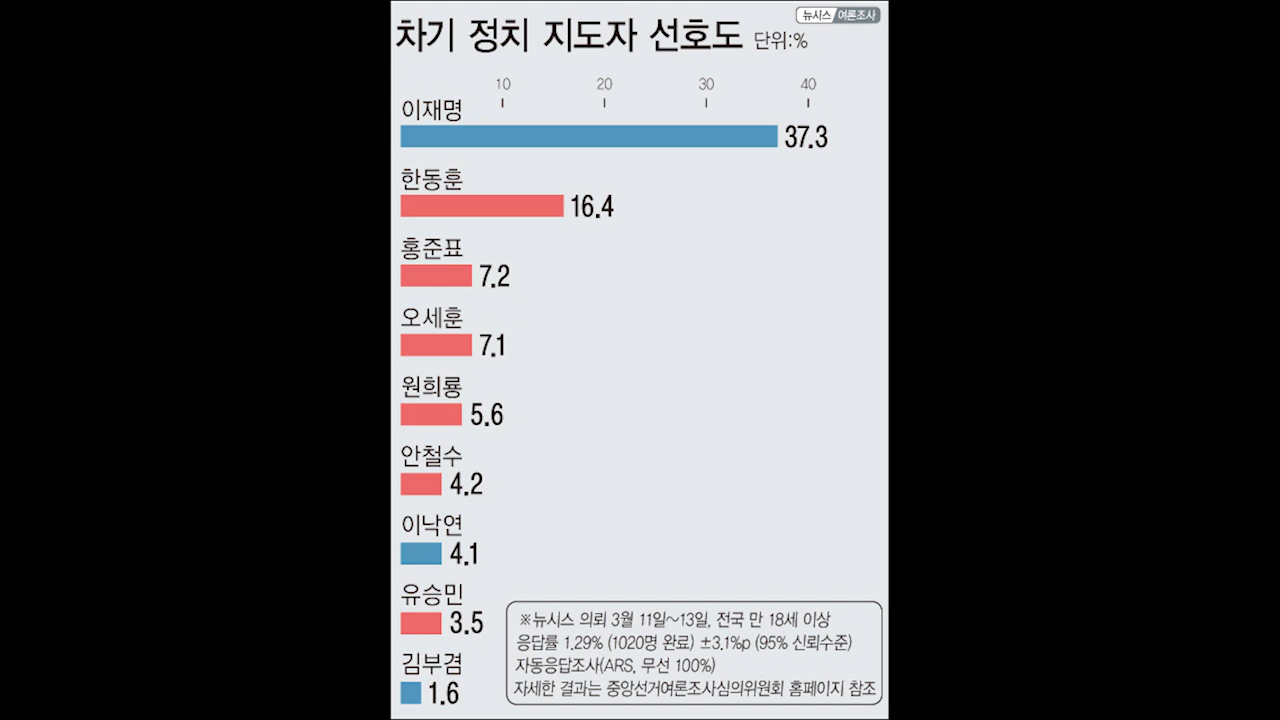 뉴시스 여론조사
차기 정치 지도자 선호도 단위:%
10 20 30 40
이재명
37.3
한동훈
16.4
홍준표
7.2
오세훈
7.1
원희룡
5.6
안철수
4.2
이낙연
4.1
유승민
3.5
김부겸
1.6
※뉴시스 의뢰 3월 11일~13일, 전국 만 18세 이상
응답률 1.29% (1020명 완료) ±3.1%p (95% 신뢰수준)
자동응답조사(ARS, 무선 100%)
자세한 결과는 중앙선거여론조사심의위원회 홈페이지 참조